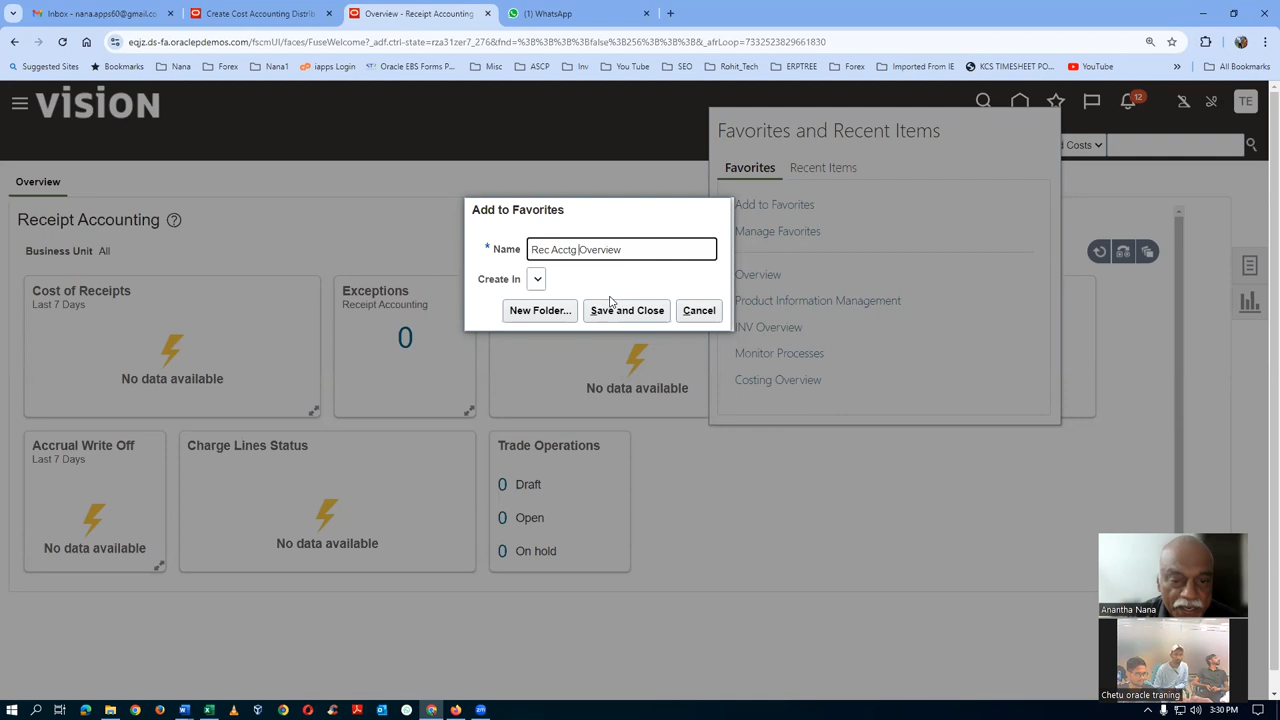 Inbox - nana.apps60@gmail.co
Create Cost Accounting Distrib
Overview - Receipt Accounting
(1) WhatsApp
eqjz.ds-fa.oraclepdemos.com/fscmUI/faces/FuseWelcome?_adf.ctrl-state=rza31zer7_276&fnd=%3B%3B%3B%3Bfalse%3B256%3B%3B%3B&_afrLoop=7332523829661830
Suggested Sites
Bookmarks
Nana
Forex
Nana1
iapps Login
Oracle EBS Forms P...
Misc
ASCP
Inv
You Tube
SEO
Rohit_Tech
ERPTREE
Forex
Imported From IE
KCS TIMESHEET PO...
YouTube
All Bookmarks
VISION
12
TE
Favorites and Recent Items
d Costs
Favorites
Recent Items
Overview
Add to Favorites
Manage Favorites
Overview
Product Information Management
INV Overview
Monitor Processes
Costing Overview
Receipt Accounting
Business Unit All
Add to Favorites
* Name Rec Acctg Overview
Create In
New Folder...
Save and Close
Cancel
Cost of Receipts
Last 7 Days
No data available
Exceptions
Receipt Accounting
0
No data available
Accrual Write Off
Last 7 Days
No data available
Charge Lines Status
No data available
Trade Operations
0 Draft
0 Open
0 On hold
Anantha Nana
Chetu oracle traning
3:30 PM